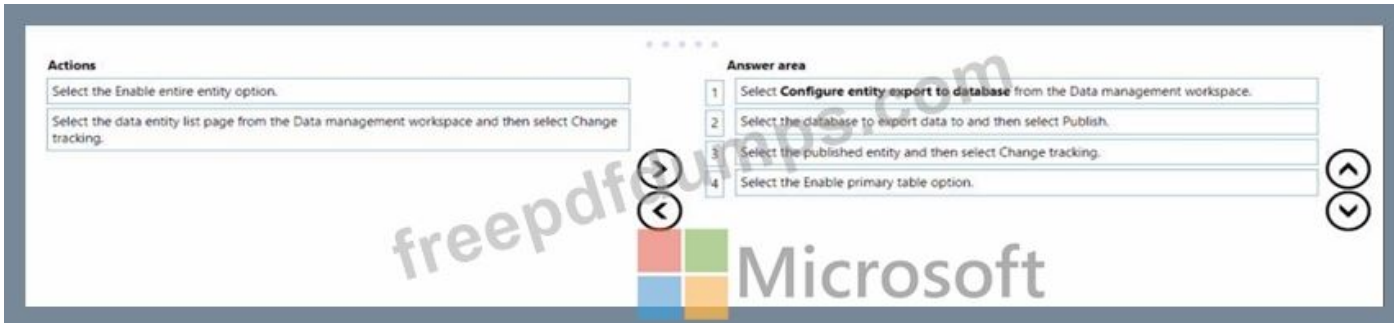 Actions
Select the Enable entire entity option.
Select the data entity list page from the Data management workspace and then select Change
tracking.
Answer area
1 Select Configure entity export to database from the Data management workspace.
2 Select the database to export data to and then select Publish.
3 Select the published entity and then select Change tracking.
4 Select the Enable primary table option.
freepdfdumps.com
Microsoft